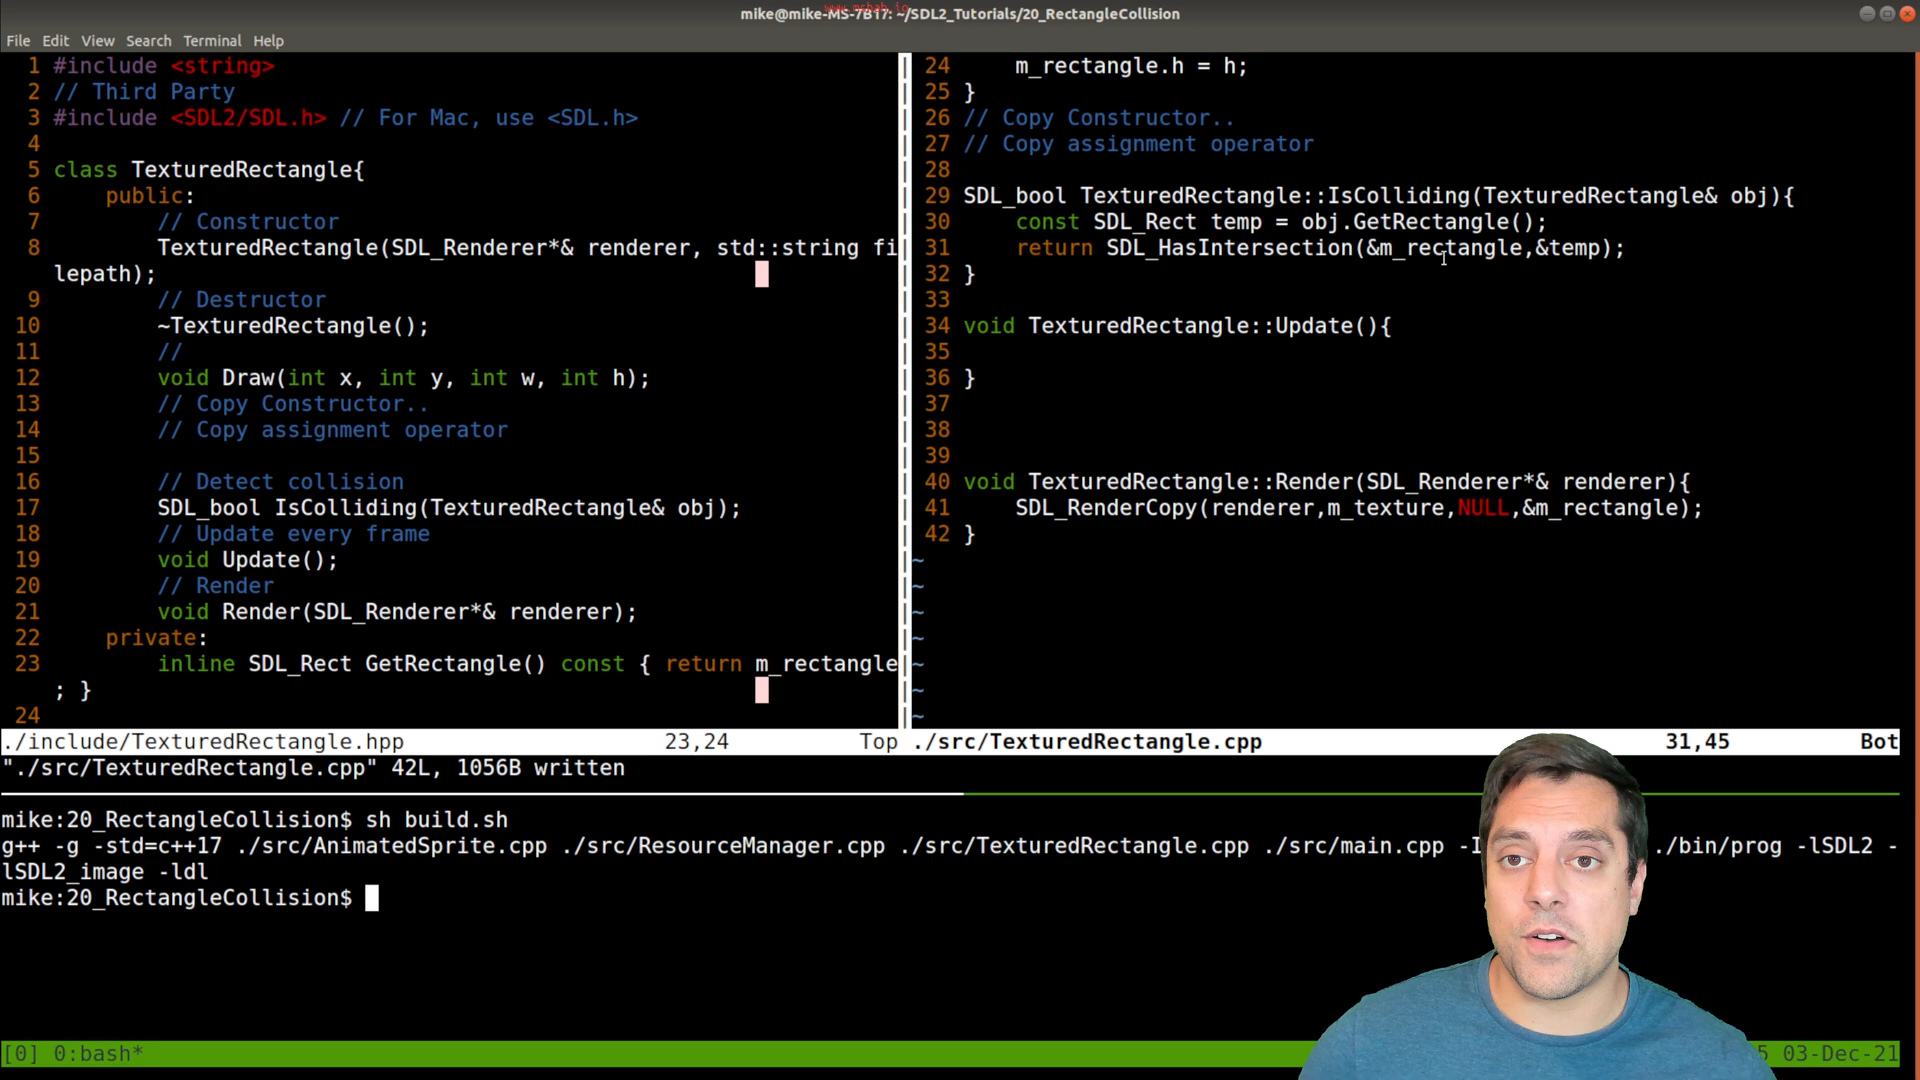 www.mshah.io
mike@mike-MS-7B17: ~/SDL2_Tutorials/20_RectangleCollision
File Edit View Search Terminal Help
1 #include <string>
2 // Third Party
3 #include <SDL2/SDL.h> // For Mac, use <SDL.h>
4
5 class TexturedRectangle{
6     public:
7         // Constructor
8         TexturedRectangle(SDL_Renderer*& renderer, std::string fi
lepath);
9         // Destructor
10         ~TexturedRectangle();
11         //
12         void Draw(int x, int y, int w, int h);
13         // Copy Constructor..
14         // Copy assignment operator
15
16         // Detect collision
17         SDL_bool IsColliding(TexturedRectangle& obj);
18         // Update every frame
19         void Update();
20         // Render
21         void Render(SDL_Renderer*& renderer);
22     private:
23         inline SDL_Rect GetRectangle() const { return m_rectangle
; }
24
./include/TexturedRectangle.hpp 23,24 Top
24     m_rectangle.h = h;
25 }
26 // Copy Constructor..
27 // Copy assignment operator
28
29 SDL_bool TexturedRectangle::IsColliding(TexturedRectangle& obj){
30     const SDL_Rect temp = obj.GetRectangle();
31     return SDL_HasIntersection(&m_rectangle,&temp);
32 }
33
34 void TexturedRectangle::Update(){
35
36 }
37
38
39
40 void TexturedRectangle::Render(SDL_Renderer*& renderer){
41     SDL_RenderCopy(renderer,m_texture,NULL,&m_rectangle);
42 }
~
~
~
~
~
~
~
./src/TexturedRectangle.cpp 31,45 Bot
"./src/TexturedRectangle.cpp" 42L, 1056B written
mike:20_RectangleCollision$ sh build.sh
g++ -g -std=c++17 ./src/AnimatedSprite.cpp ./src/ResourceManager.cpp ./src/TexturedRectangle.cpp ./src/main.cpp ./bin/prog -lSDL2 -
lSDL2_image -ldl
mike:20_RectangleCollision$
[0] 0:bash* 03-Dec-21